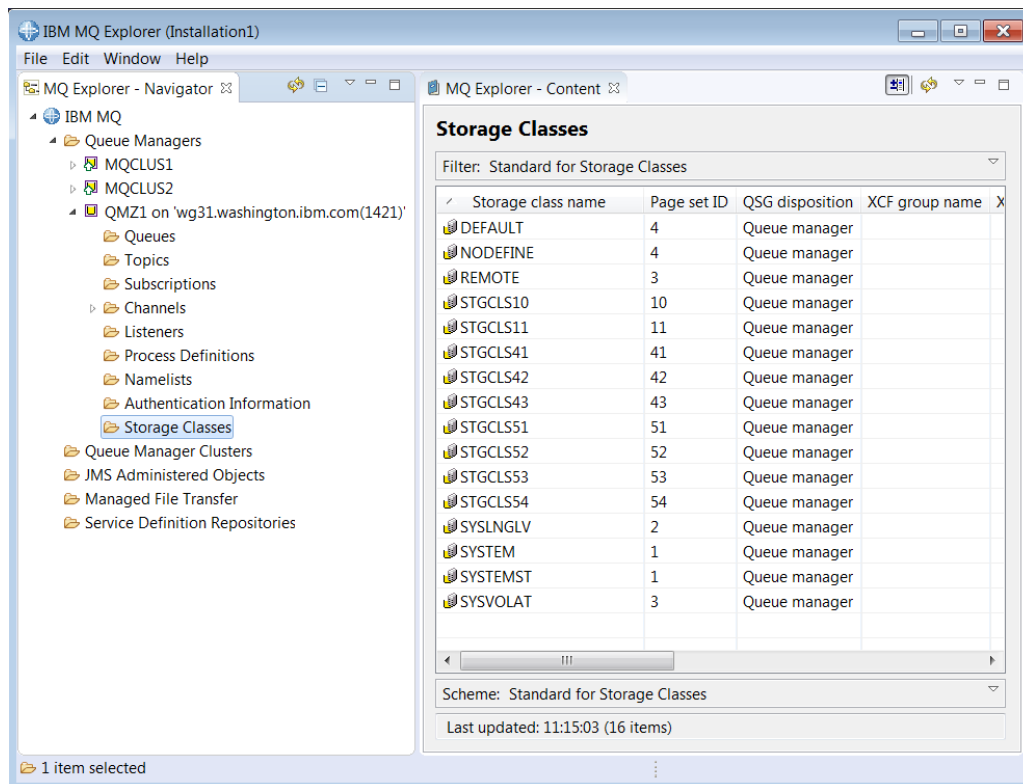 IBM MQ Explorer (Installation1)
File Edit Window Help
MQ Explorer - Navigator
IBM MQ
Queue Managers
MQCLUS1
MQCLUS2
QMZ1 on 'wg31.washington.ibm.com(1421)'
Queues
Topics
Subscriptions
Channels
Listeners
Process Definitions
Namelists
Authentication Information
Storage Classes
Queue Manager Clusters
JMS Administered Objects
Managed File Transfer
Service Definition Repositories
MQ Explorer - Content
Storage Classes
Filter: Standard for Storage Classes
Storage class name Page set ID QSG disposition XCF group name X
DEFAULT 4 Queue manager
NODEFINE 4 Queue manager
REMOTE 3 Queue manager
STGCLS10 10 Queue manager
STGCLS11 11 Queue manager
STGCLS41 41 Queue manager
STGCLS42 42 Queue manager
STGCLS43 43 Queue manager
STGCLS51 51 Queue manager
STGCLS52 52 Queue manager
STGCLS53 53 Queue manager
STGCLS54 54 Queue manager
SYSLNGLV 2 Queue manager
SYSTEM 1 Queue manager
SYSTEMST 1 Queue manager
SYSVOLAT 3 Queue manager
Scheme: Standard for Storage Classes
Last updated: 11:15:03 (16 items)
1 item selected